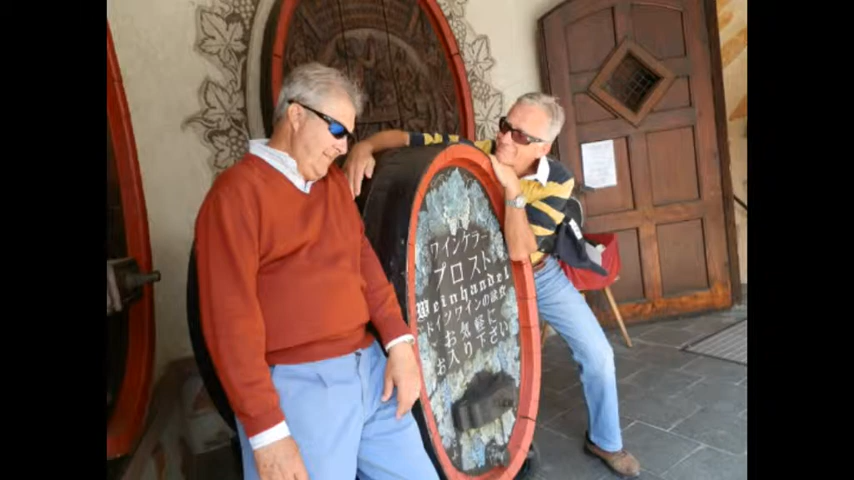 ワインケラー
プロスト
Weinhandel
ドイツワインの試飲
お気軽に
お入り下さい